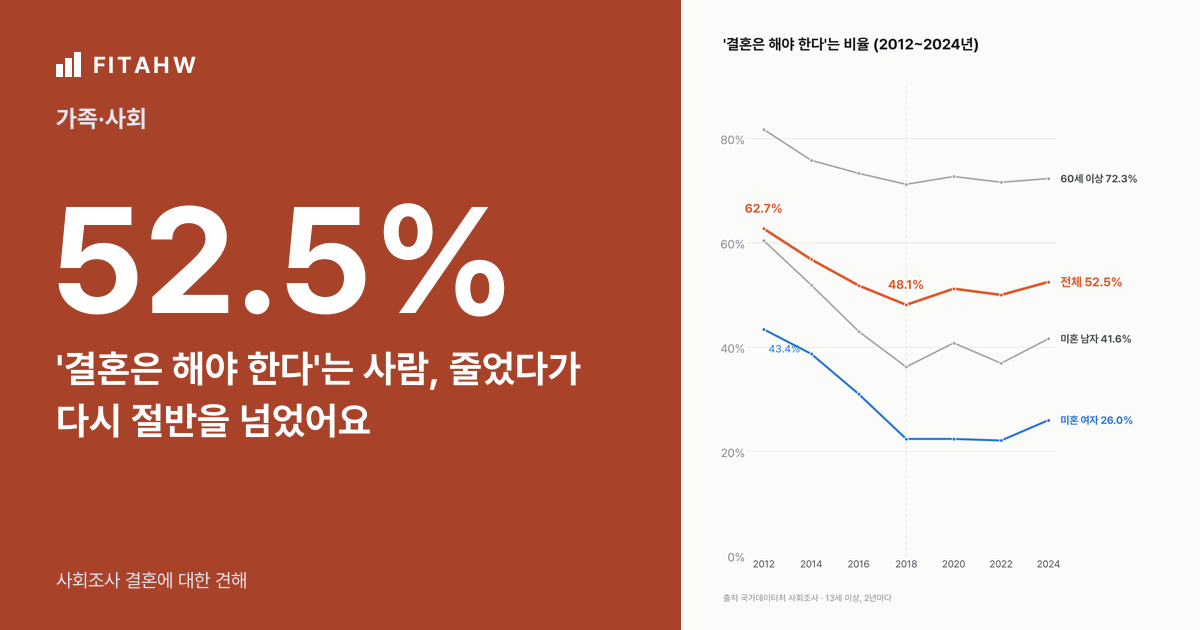 FITAHW
가족·사회
52.5%
'결혼은 해야 한다'는 사람, 줄었다가
다시 절반을 넘었어요
사회조사 결혼에 대한 견해
'결혼은 해야 한다'는 비율 (2012~2024년)
80%
60세 이상 72.3%
62.7%
60%
48.1%
전체 52.5%
미혼 남자 41.6%
40%
43.4%
미혼 여자 26.0%
20%
0%
2012 2014 2016 2018 2020 2022 2024
출처 국가데이터처 사회조사 · 13세 이상, 2년마다